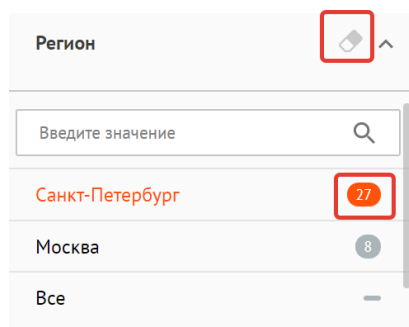 Регион
Введите значение
Санкт-Петербург 27
Москва 8
Все